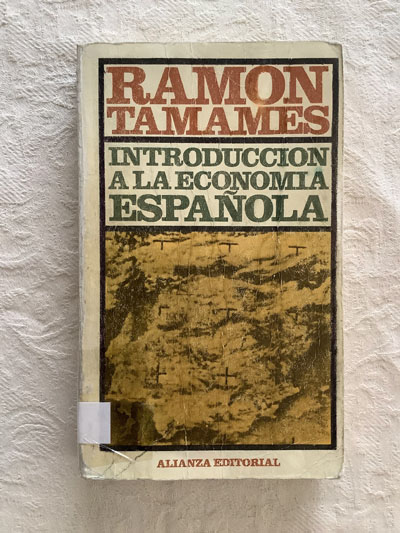 RAMON
TAMAMES
INTRODUCCION
A LA ECONOMIA
ESPAÑOLA
ALIANZA EDITORIAL